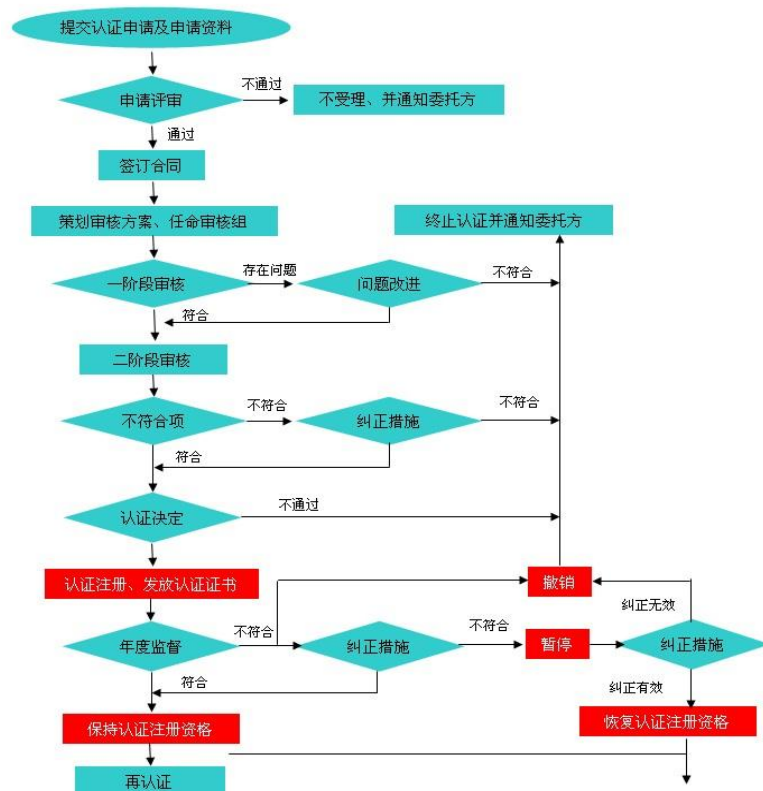 提交认证申请及申请资料
不通过
申请评审
不受理、并通知委托方
通过
签订合同
策划审核方案、任命审核组
终止认证并通知委托方
存在问题
不符合
一阶段审核
问题改进
符合
二阶段审核
不符合
不符合
不符合项
纠正措施
符合
不通过
认证决定
认证注册、发放认证证书
撤销
纠正无效
不符合
不符合
年度监督
纠正措施
暂停
纠正措施
符合
纠正有效
保持认证注册资格
恢复认证注册资格
再认证